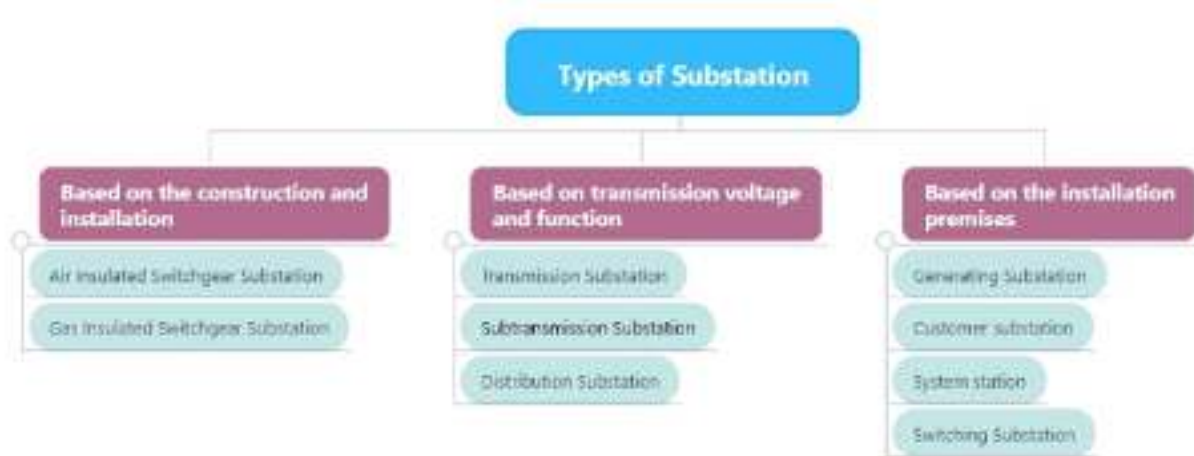 Types of Substation
Based on the construction and
installation
Air Insulated Switchgear Substation
Gas Insulated Switchgear Substation
Based on transmission voltage
and function
Transmission Substation
Subtransmission Substation
Distribution Substation
Based on the installation
premises
Generating Substation
Customer substation
System station
Switching Substation